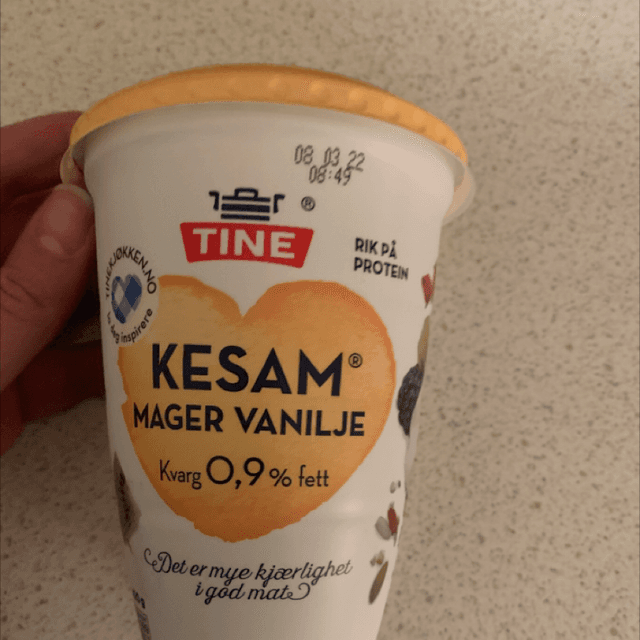 08 03 22
08:49
TINE®
RIK PÅ
PROTEIN
TINEKJØKKEN.NO
la deg inspirere
KESAM®
MAGER VANILJE
Kvarg 0,9 % fett
Det er mye kjærlighet
i god mat